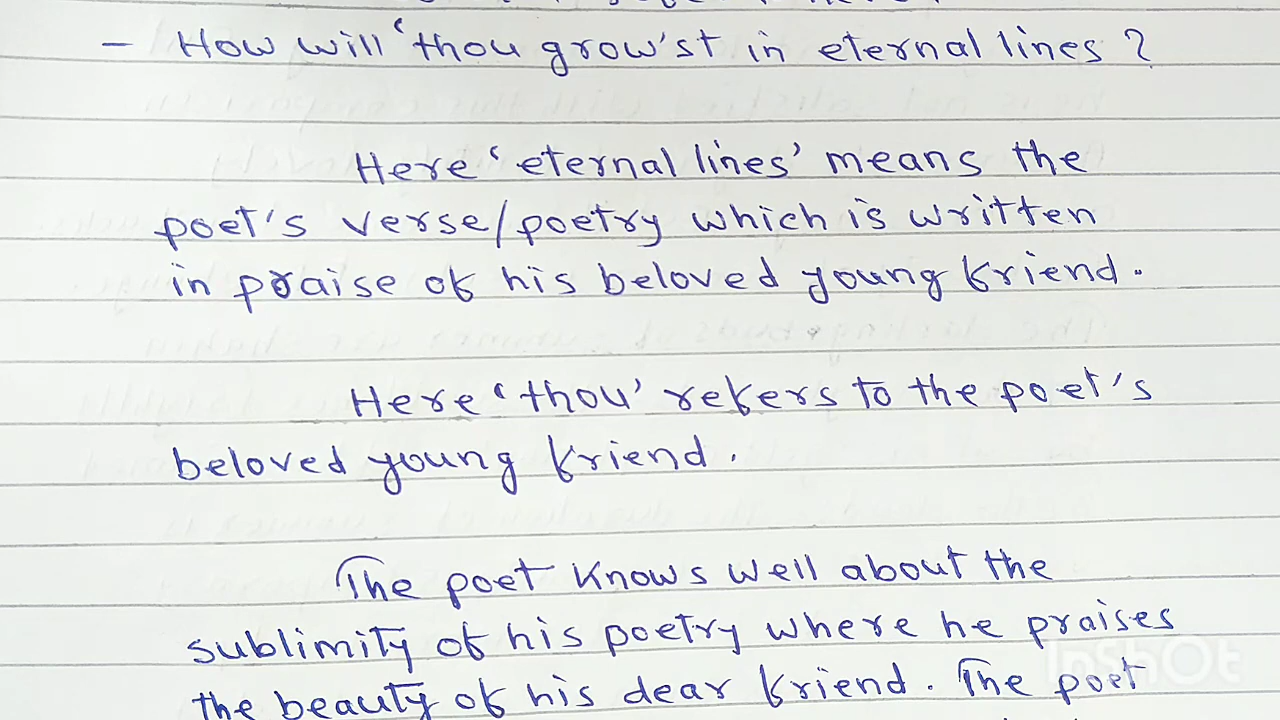 - How will 'thou grow'st in eternal lines?
Here 'eternal lines' means the
poet's verse/poetry which is written
in praise of his beloved young friend.
Here 'thou' refers to the poet's
beloved young friend.
The poet knows well about the
sublimity of his poetry where he praises
the beauty of his dear friend. The poet
InShOt